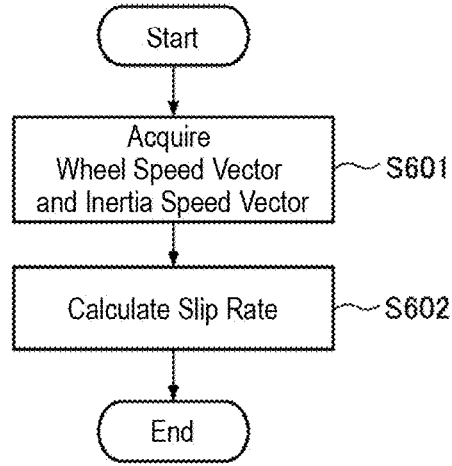 Start
Acquire
Wheel Speed Vector
and Inertia Speed Vector
S601
Calculate Slip Rate
S602
End